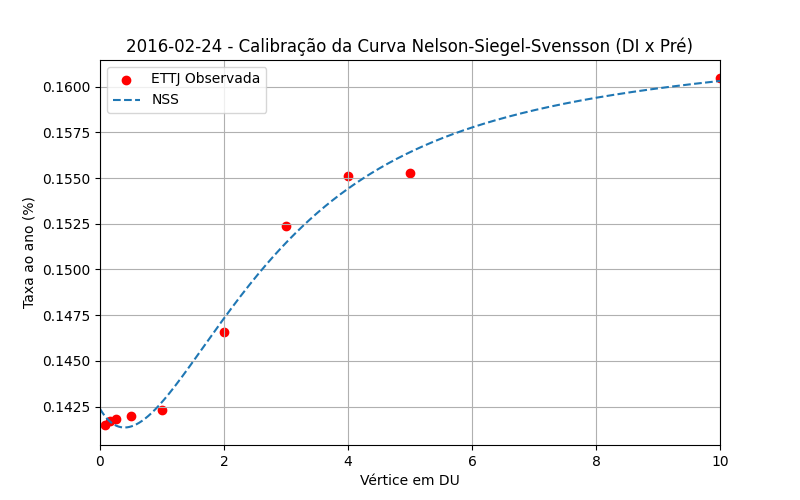 2016-02-24 - Calibração da Curva Nelson-Siegel-Svensson (DI x Pré)
ETTJ Observada
NSS
0.1600
0.1575
0.1550
0.1525
0.1500
0.1475
0.1450
0.1425
Taxa ao ano (%)
0 2 4 6 8 10
Vértice em DU